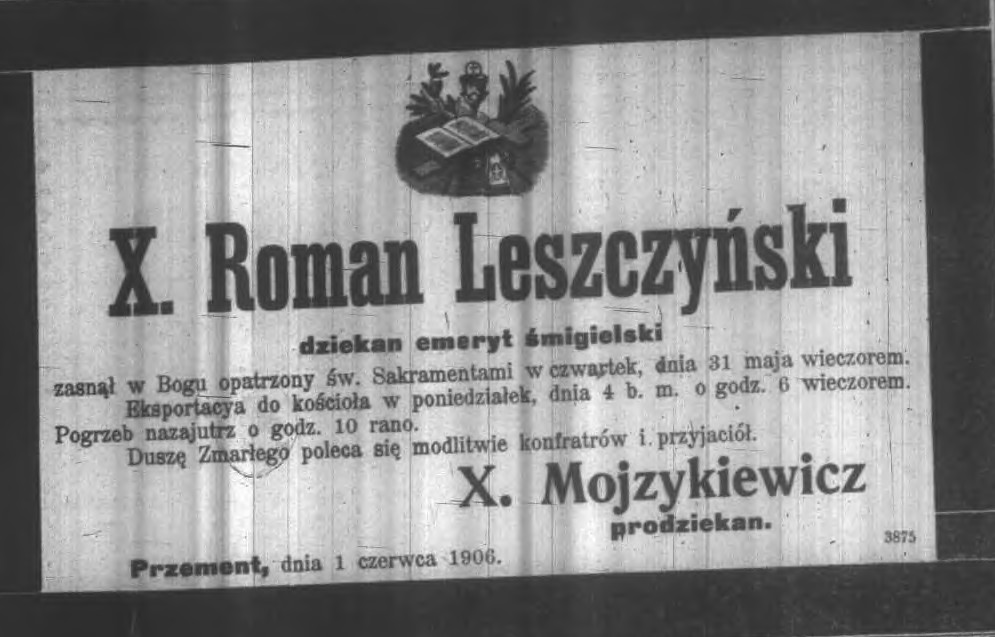 X. Roman Leszczyński
dziekan emeryt śmigielski
zasnął w Bogu opatrzony św. Sakramentami w czwartek, dnia 31 maja wieczorem.
Eksportacya do kościoła w poniedziałek, dnia 4 b. m. o godz. 6 wieczorem.
Pogrzeb nazajutrz o godz. 10 rano.
Duszę Zmarłego poleca się modlitwie konfratrów i przyjaciół.
X. Mojzykiewicz
prodziekan.
3875
Przement, dnia 1 czerwca 1906.